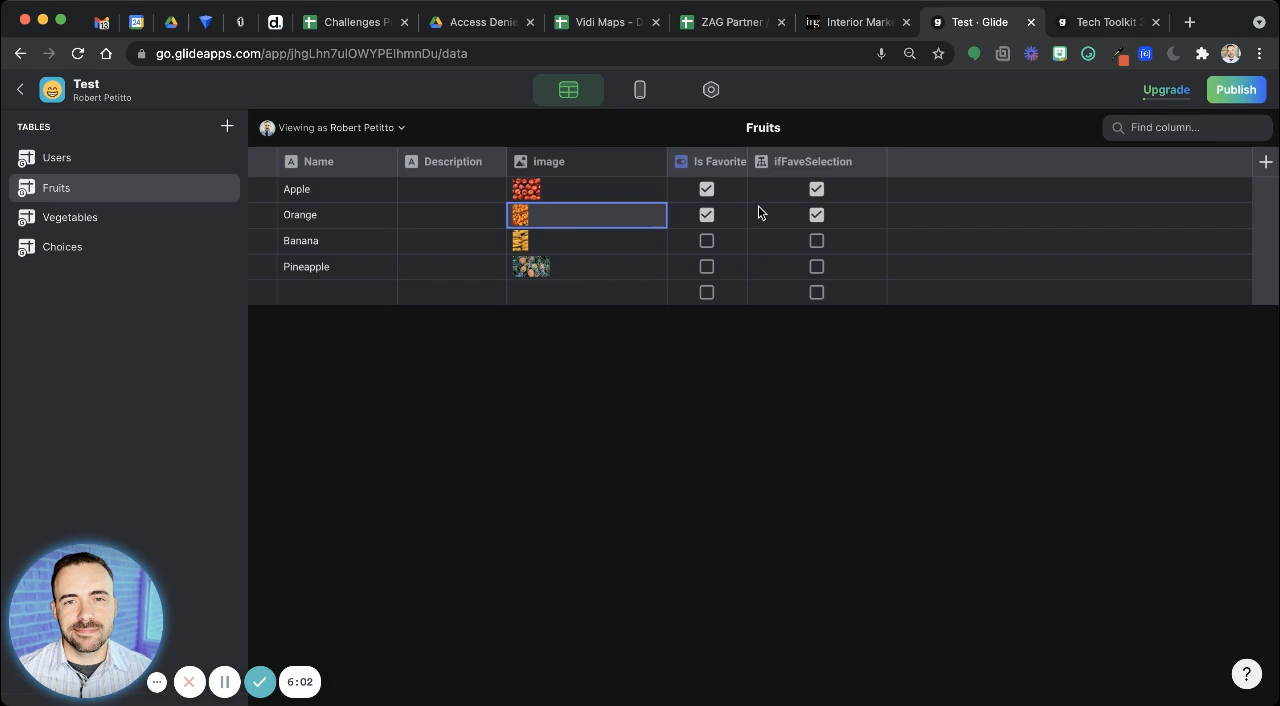 Challenges P
Access Denie
Vidi Maps - D
ZAG Partner
Interior Marke
Test · Glide
Tech Toolkit
go.glideapps.com/app/jhgLhn7ulOWYPEIhmnDu/data
Test
Robert Petitto
Upgrade
Publish
TABLES
Users
Fruits
Vegetables
Choices
Viewing as Robert Petitto
Fruits
Find column...
Name Description image Is Favorite ifFaveSelection
Apple
Orange
Banana
Pineapple
6:02
?